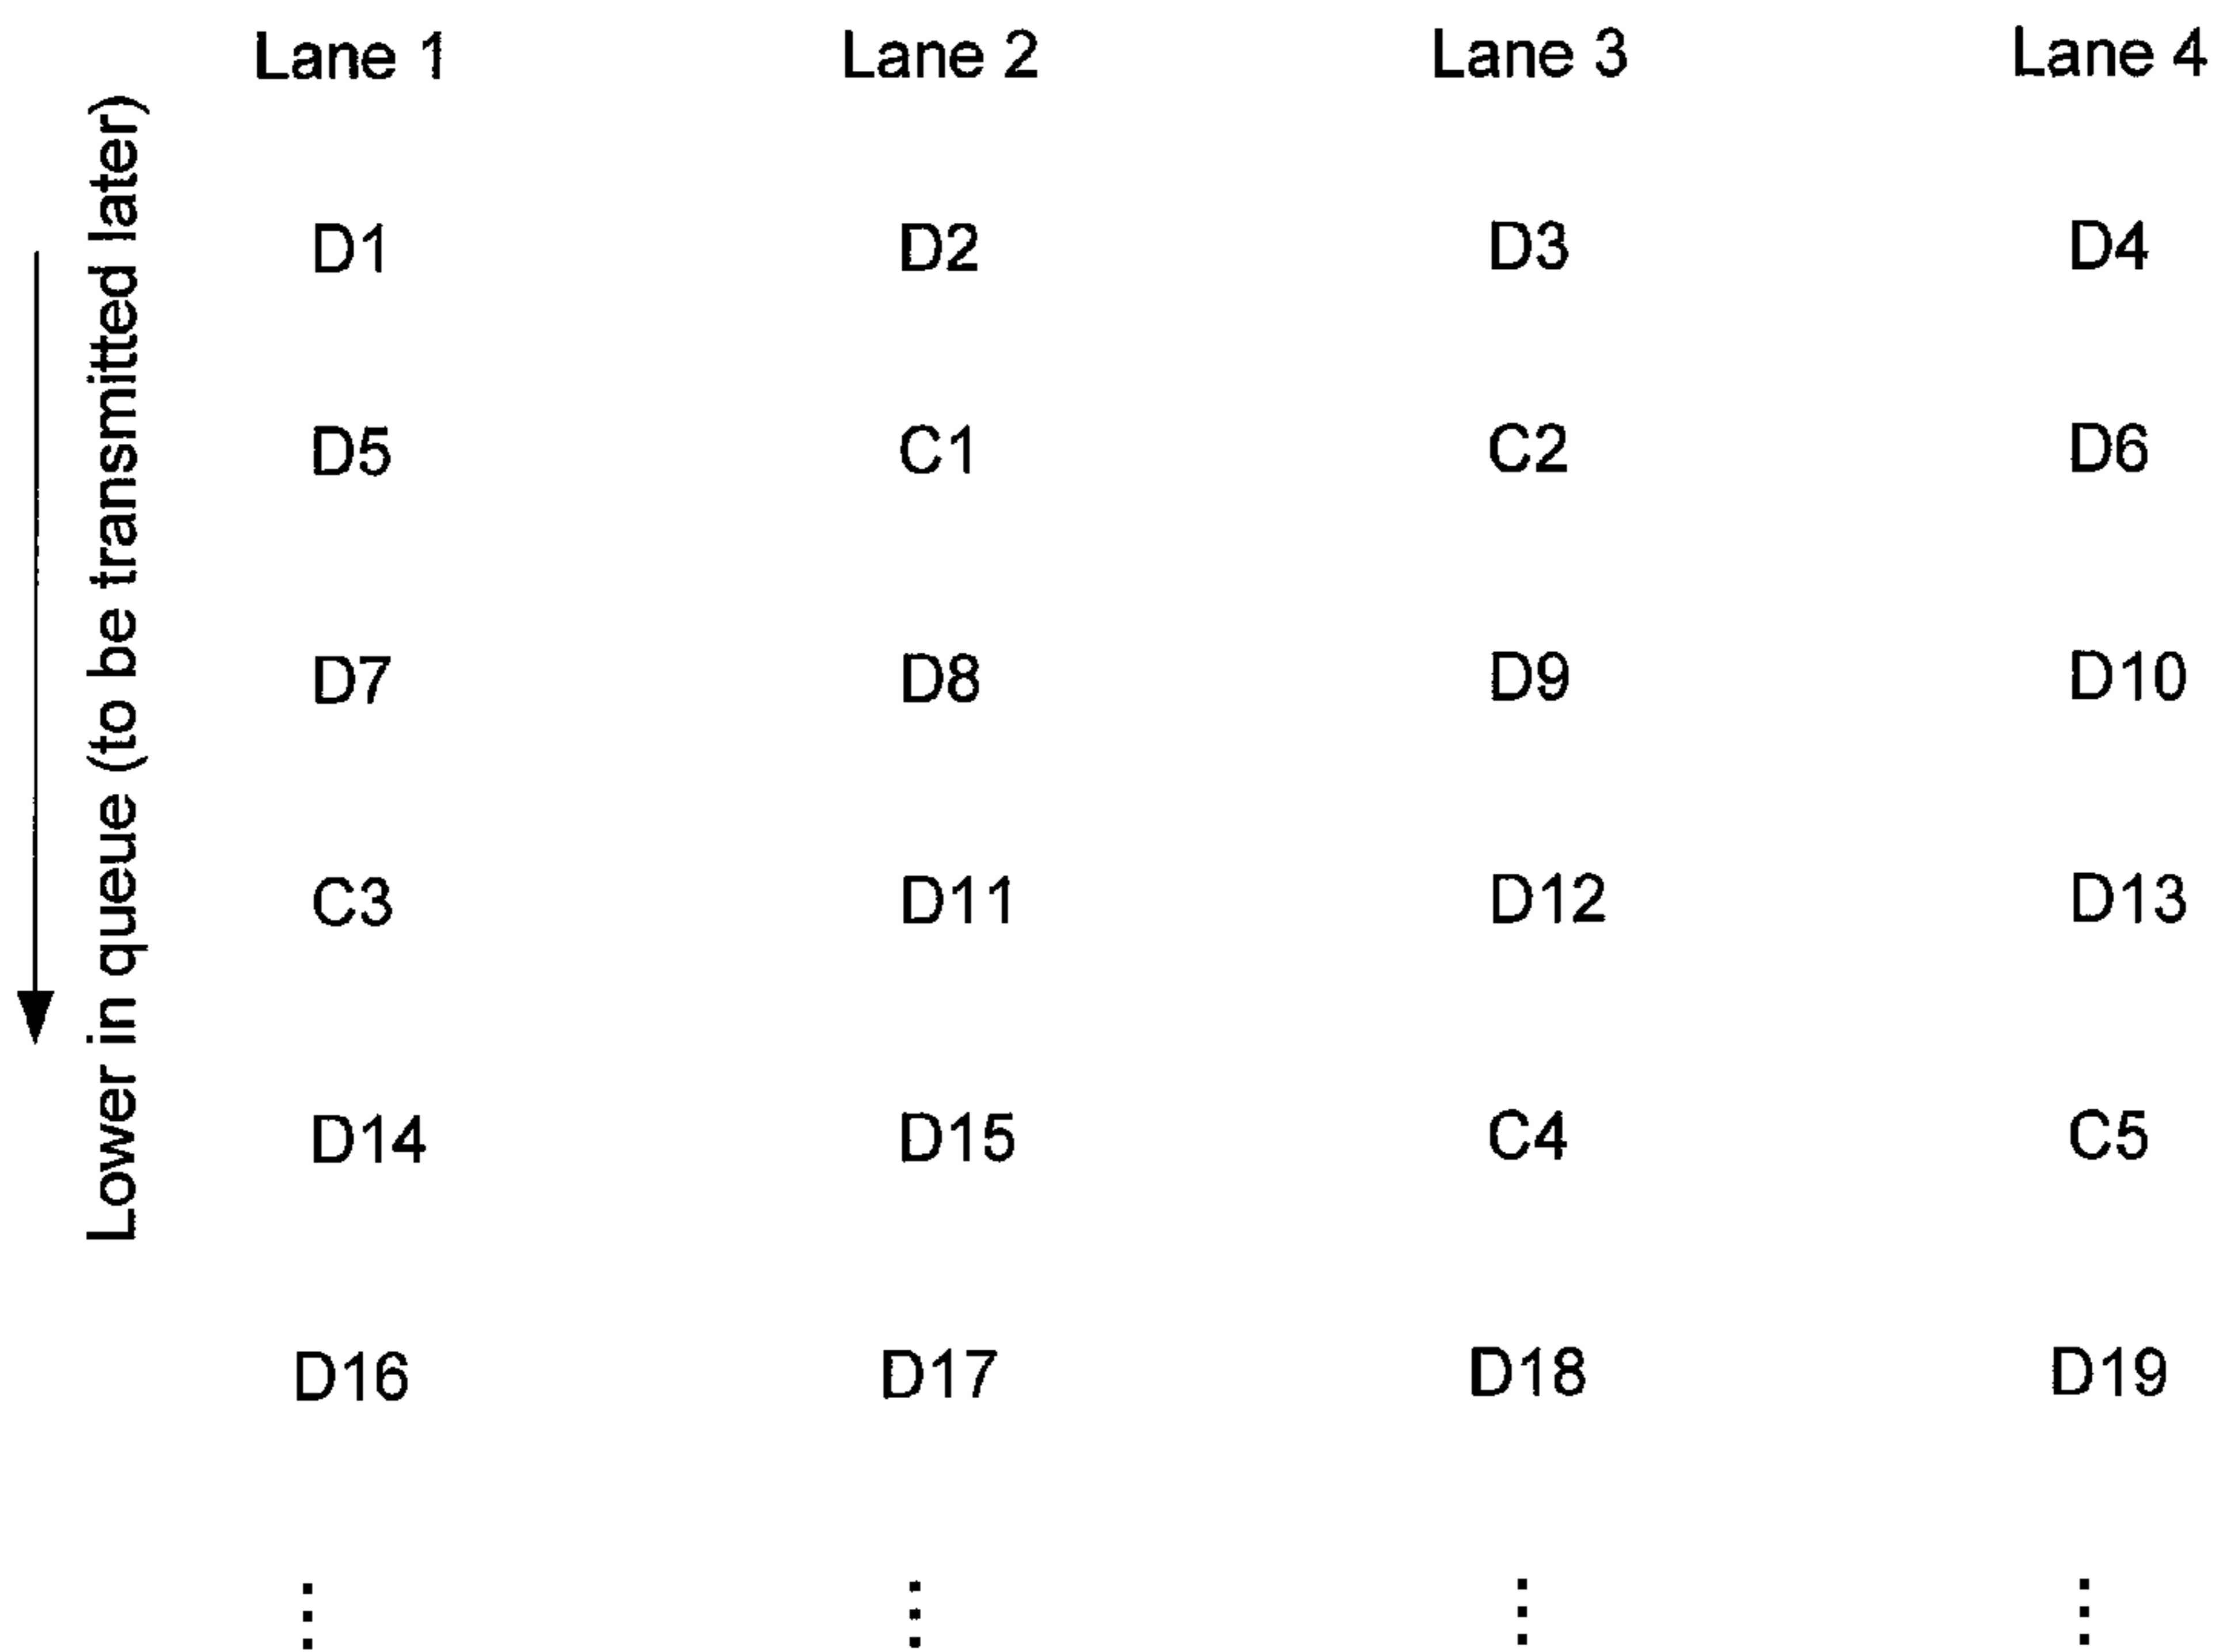 Lane 1 Lane 2 Lane 3 Lane 4
Lower in queue (to be transmitted later)
D1 D2 D3 D4
D5 C1 C2 D6
D7 D8 D9 D10
C3 D11 D12 D13
D14 D15 C4 C5
D16 D17 D18 D19